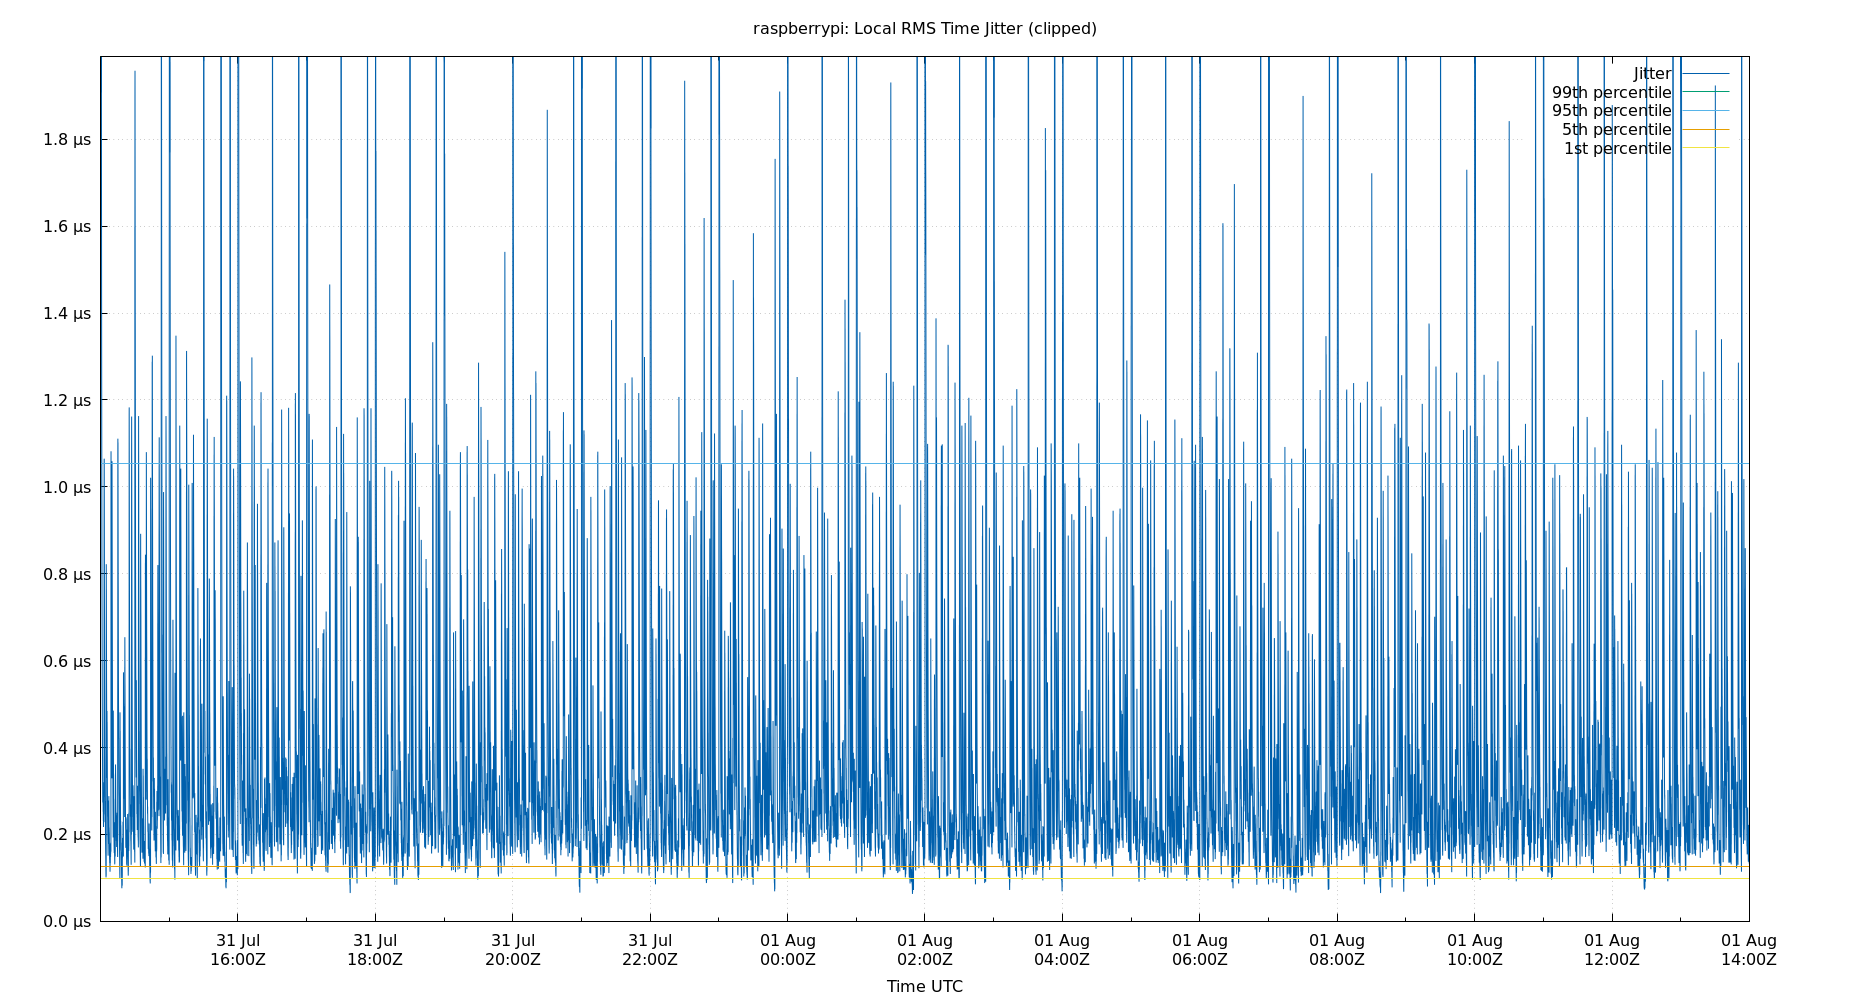 raspberrypi: Local RMS Time Jitter (clipped)
Jitter
99th percentile
95th percentile
5th percentile
1st percentile
1.8 µs
1.6 µs
1.4 µs
1.2 µs
1.0 µs
0.8 µs
0.6 µs
0.4 µs
0.2 µs
0.0 µs
31 Jul 31 Jul 31 Jul 31 Jul 01 Aug 01 Aug 01 Aug 01 Aug 01 Aug 01 Aug 01 Aug 01 Aug
16:00Z 18:00Z 20:00Z 22:00Z 00:00Z 02:00Z 04:00Z 06:00Z 08:00Z 10:00Z 12:00Z 14:00Z
Time UTC